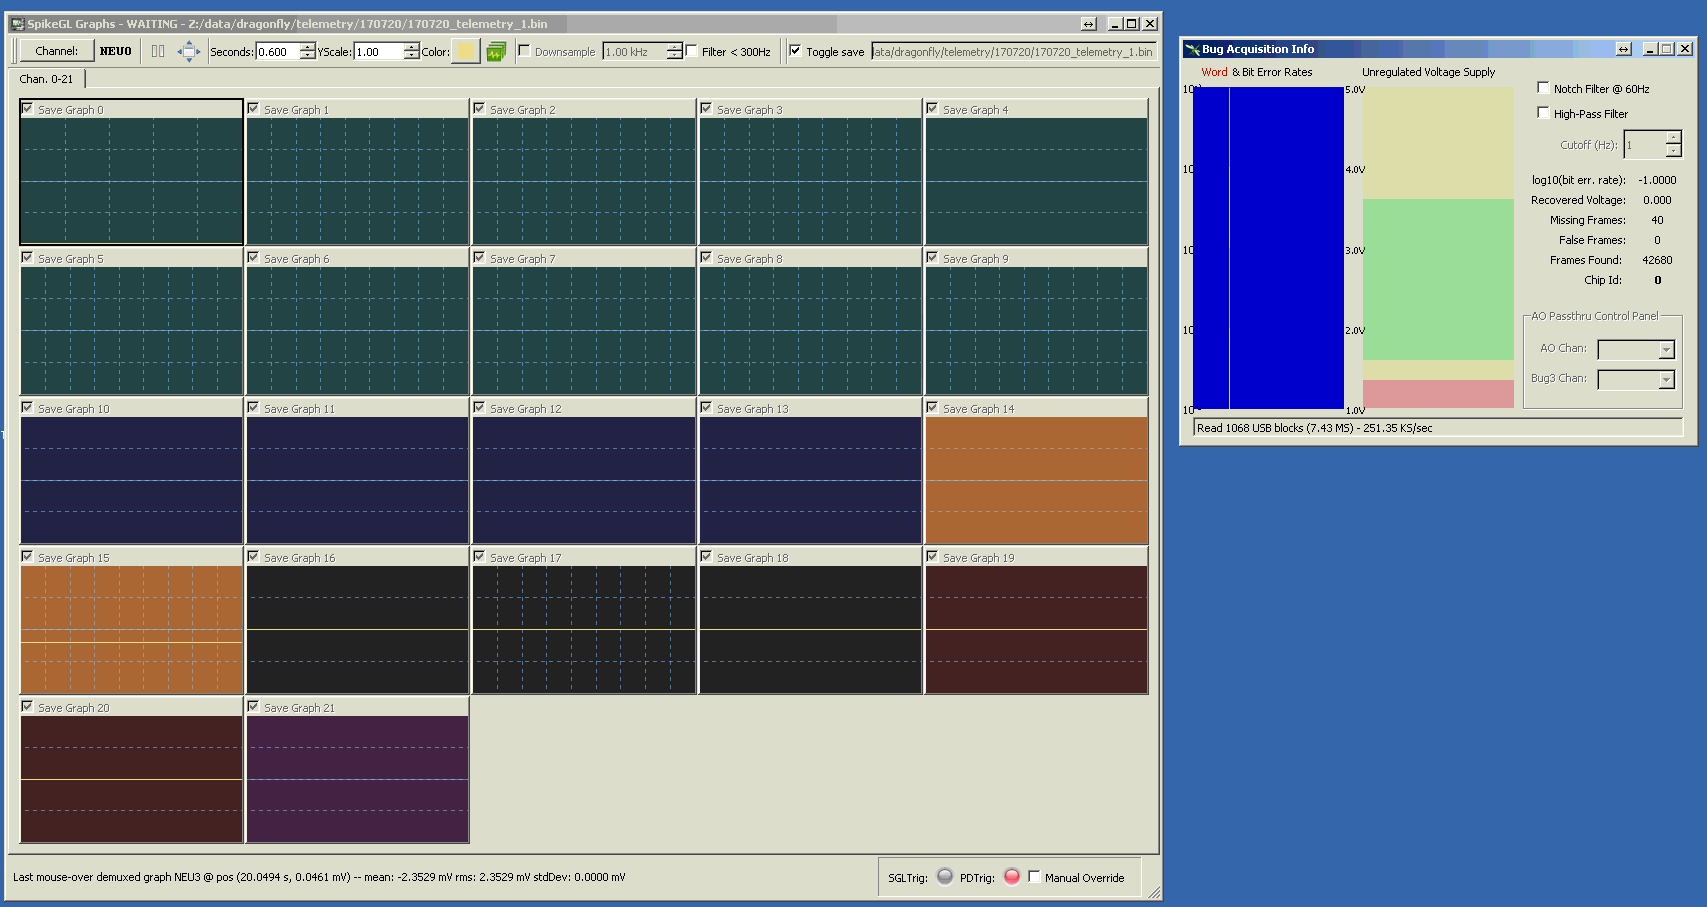 SpikeGL Graphs - WAITING - Z:/data/dragonfly/telemetry/170720/170720_telemetry_1.bin
Channel: NEU0 Seconds: 0.600 YScale: 1.00 Color: Downsample 1.00 kHz Filter < 300Hz Toggle save ata/dragonfly/telemetry/170720/170720_telemetry_1.bin
Chan. 0-21
Save Graph 0 Save Graph 1 Save Graph 2 Save Graph 3 Save Graph 4
Save Graph 5 Save Graph 6 Save Graph 7 Save Graph 8 Save Graph 9
Save Graph 10 Save Graph 11 Save Graph 12 Save Graph 13 Save Graph 14
Save Graph 15 Save Graph 16 Save Graph 17 Save Graph 18 Save Graph 19
Save Graph 20 Save Graph 21
Last mouse-over demuxed graph NEU3 @ pos (20.0494 s, 0.0461 mV) -- mean: -2.3529 mV rms: 2.3529 mV stdDev: 0.0000 mV
SGLTrig: PDTrig: Manual Override
Bug Acquisition Info
Word & Bit Error Rates
Unregulated Voltage Supply
5.0V
4.0V
3.0V
2.0V
1.0V
Notch Filter @ 60Hz
High-Pass Filter
Cutoff (Hz): 1
log10(bit err. rate): -1.0000
Recovered Voltage: 0.000
Missing Frames: 40
False Frames: 0
Frames Found: 42680
Chip Id: 0
AO Passthru Control Panel
AO Chan:
Bug3 Chan:
Read 1068 USB blocks (7.43 MS) - 251.35 KS/sec